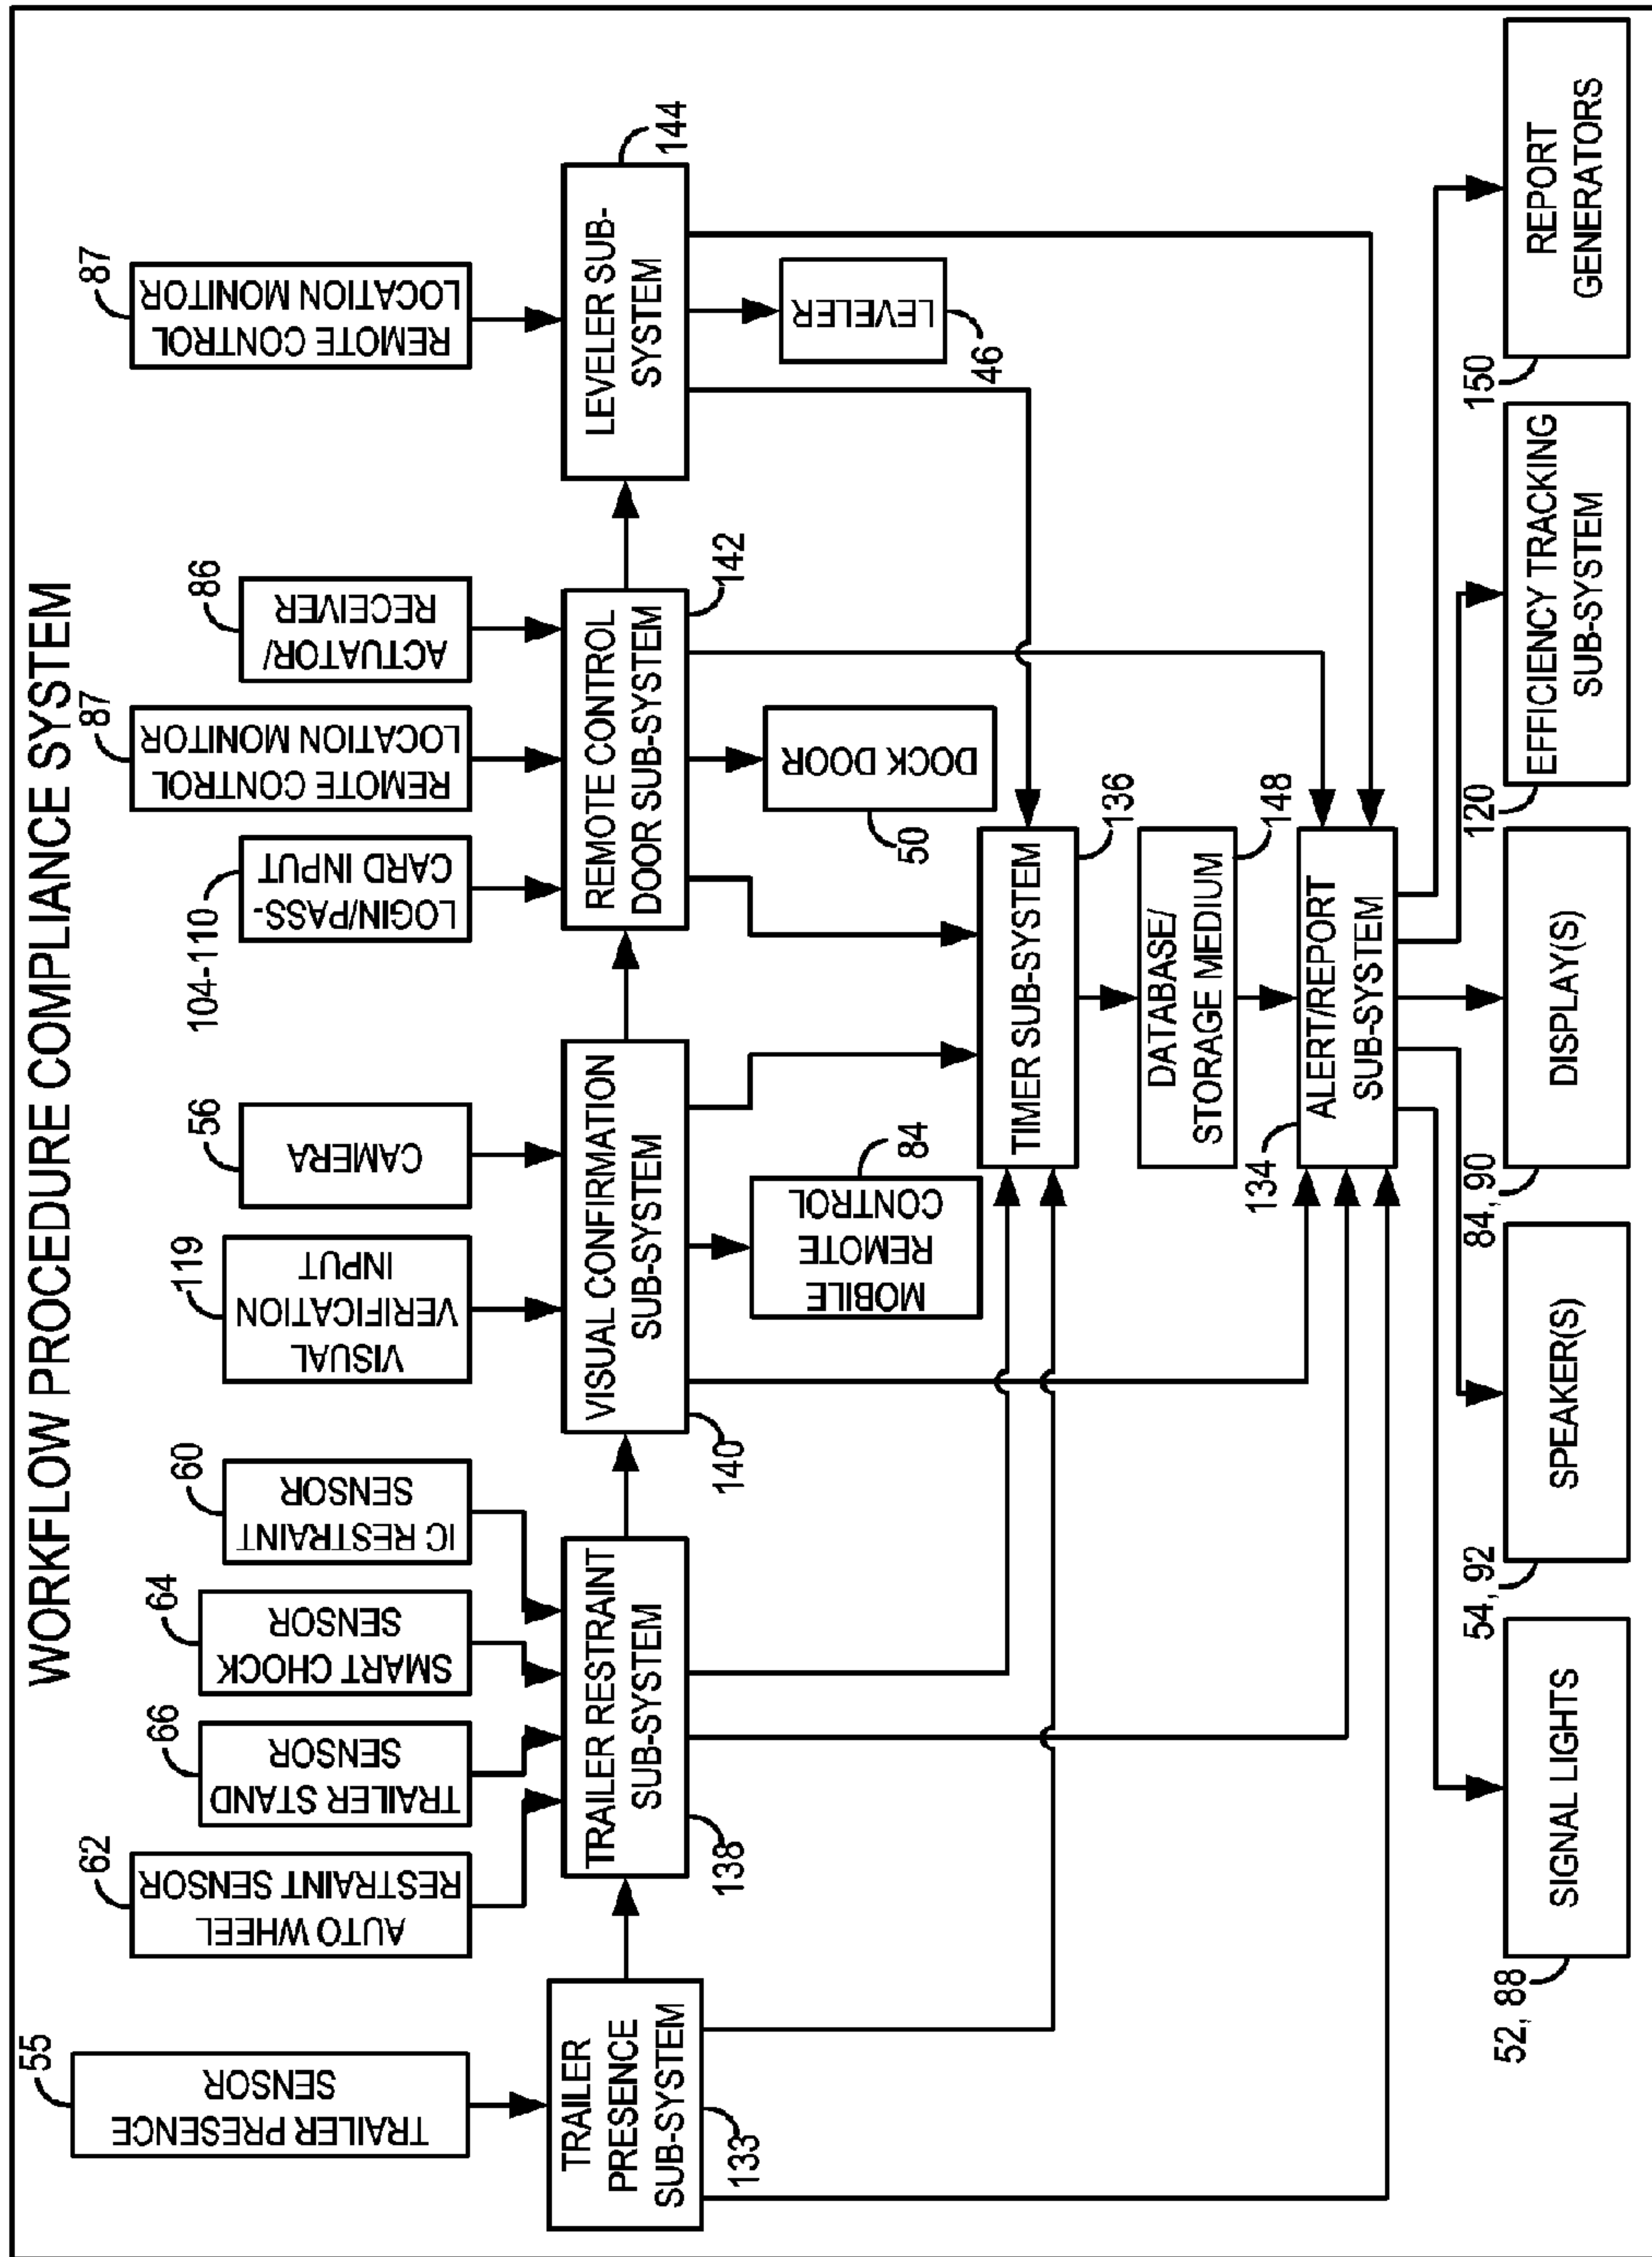 WORKFLOW PROCEDURE COMPLIANCE SYSTEM
55
TRAILER PRESENCE
SENSOR
62
AUTO WHEEL
RESTRAINT SENSOR
66
TRAILER STAND
SENSOR
64
SMART CHOCK
SENSOR
60
IC RESTRAINT
SENSOR
119
VISUAL
VERIFICATION
INPUT
56
CAMERA
104-110
LOGIN/PASS-
CARD INPUT
87
REMOTE CONTROL
LOCATION MONITOR
86
ACTUATOR/
RECEIVER
87
REMOTE CONTROL
LOCATION MONITOR
TRAILER
PRESENCE
SUB-SYSTEM
133
TRAILER RESTRAINT
SUB-SYSTEM
138
VISUAL CONFIRMATION
SUB-SYSTEM
140
REMOTE CONTROL
DOOR SUB-SYSTEM
142
LEVELER SUB-
SYSTEM
144
MOBILE
REMOTE
CONTROL
84
DOCK DOOR
50
LEVELER
46
TIMER SUB-SYSTEM
136
DATABASE/
STORAGE MEDIUM
148
ALERT/REPORT
SUB-SYSTEM
134
52, 88
SIGNAL LIGHTS
54, 92
SPEAKER(S)
84, 90
DISPLAY(S)
120
EFFICIENCY TRACKING
SUB-SYSTEM
150
REPORT
GENERATORS